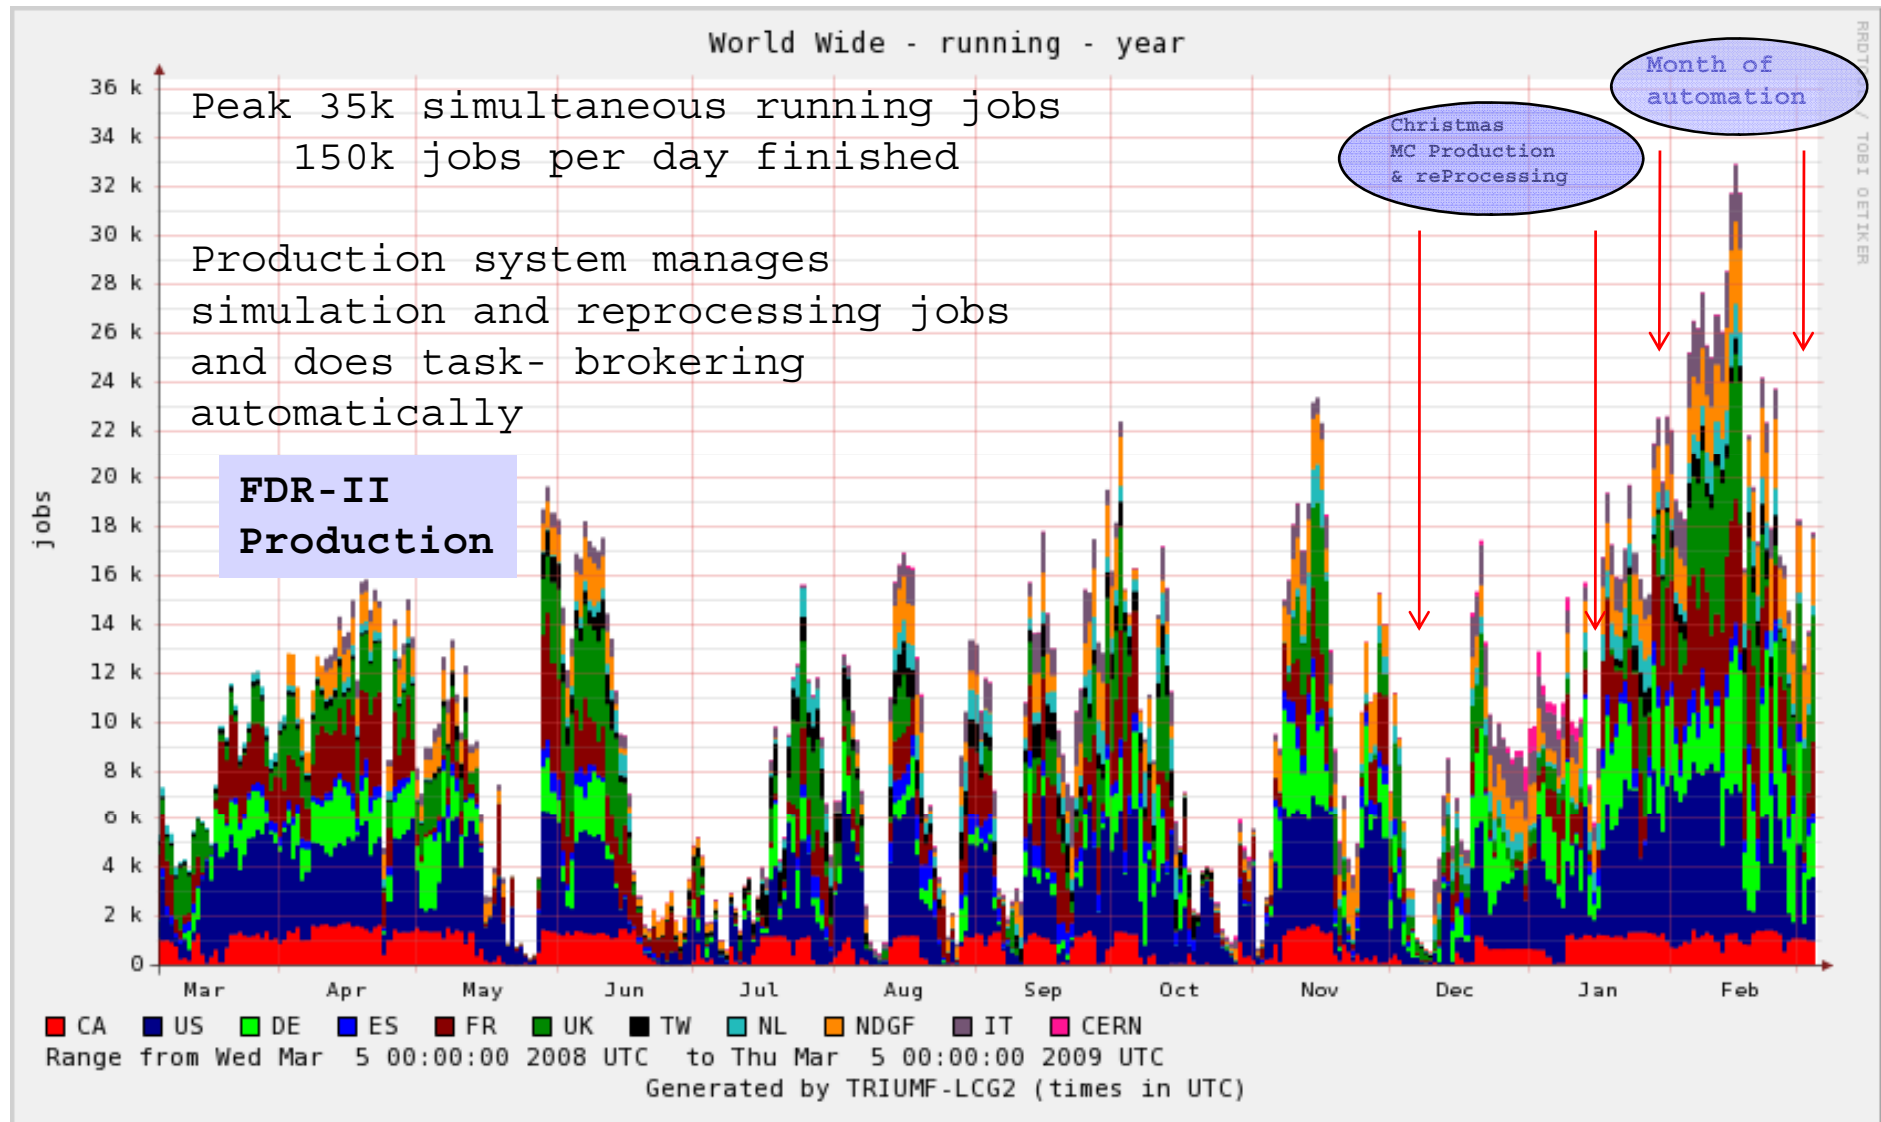 World Wide - running - year
Peak 35k simultaneous running jobs
150k jobs per day finished
Production system manages
simulation and reprocessing jobs
and does task- brokering
automatically
FDR-II
Production
Christmas
MC Production
& reProcessing
Month of
automation
/ TOBI OETIKER
jobs
36 k
34 k
32 k
30 k
28 k
26 k
24 k
22 k
20 k
18 k
16 k
14 k
12 k
10 k
8 k
6 k
4 k
2 k
0
Mar Apr May Jun Jul Aug Sep Oct Nov Dec Jan Feb
CA US DE ES FR UK TW NL NDGF IT CERN
Range from Wed Mar  5 00:00:00 2008 UTC  to Thu Mar  5 00:00:00 2009 UTC
Generated by TRIUMF-LCG2 (times in UTC)